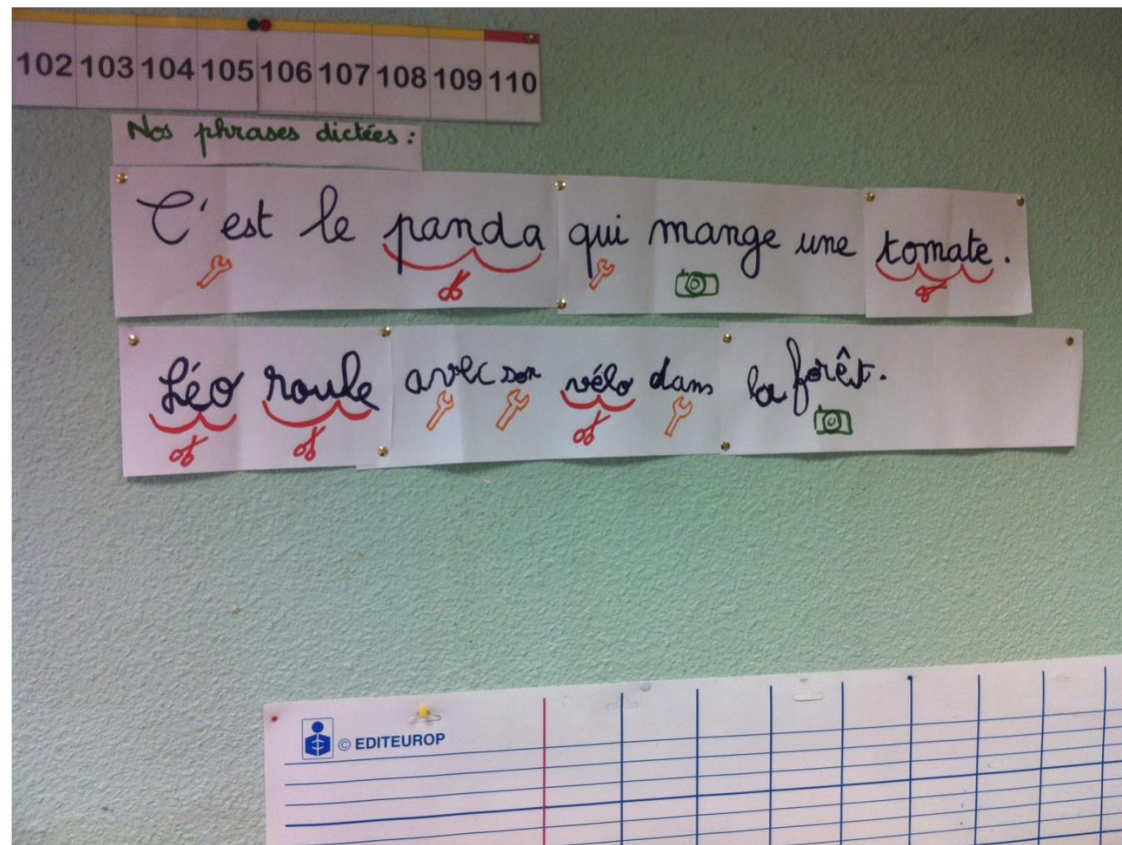 102 103 104 105 106 107 108 109 110
Nos phrases dictées :
C'est le panda qui mange une tomate.
Léo roule avec son vélo dans la forêt.
© EDITEUROP